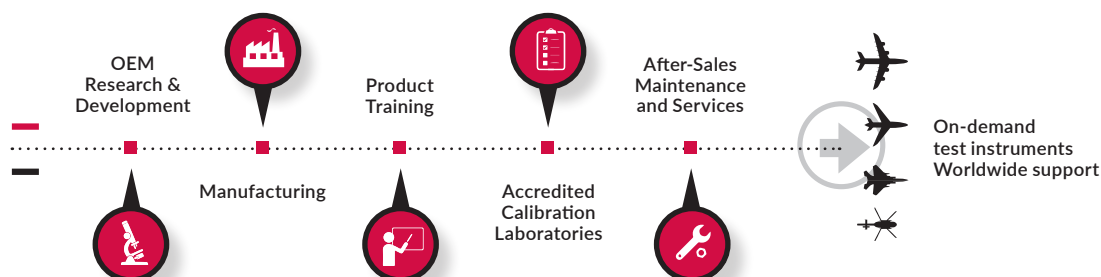 OEM
Research &
Development
Manufacturing
Product
Training
Accredited
Calibration
Laboratories
After-Sales
Maintenance
and Services
On-demand
test instruments
Worldwide support